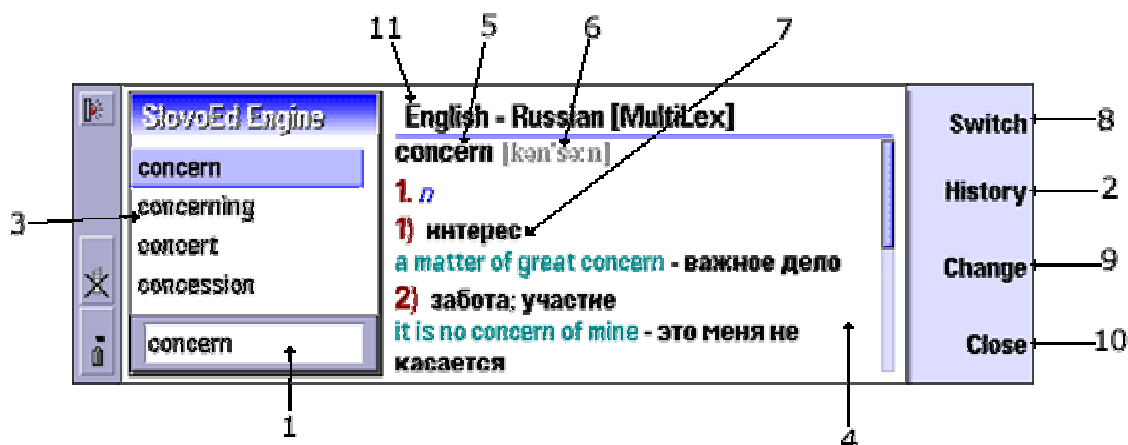 11 5 6 7
SlovoEd Engine
concern
concerning
concert
concession
concern
English - Russian [MultiLex]
concern [kən'sɜ:n]
1. n
1) интерес
a matter of great concern - важное дело
2) забота; участие
it is no concern of mine - это меня не
касается
Switch 8
History 2
Change 9
Close 10
3
1
4